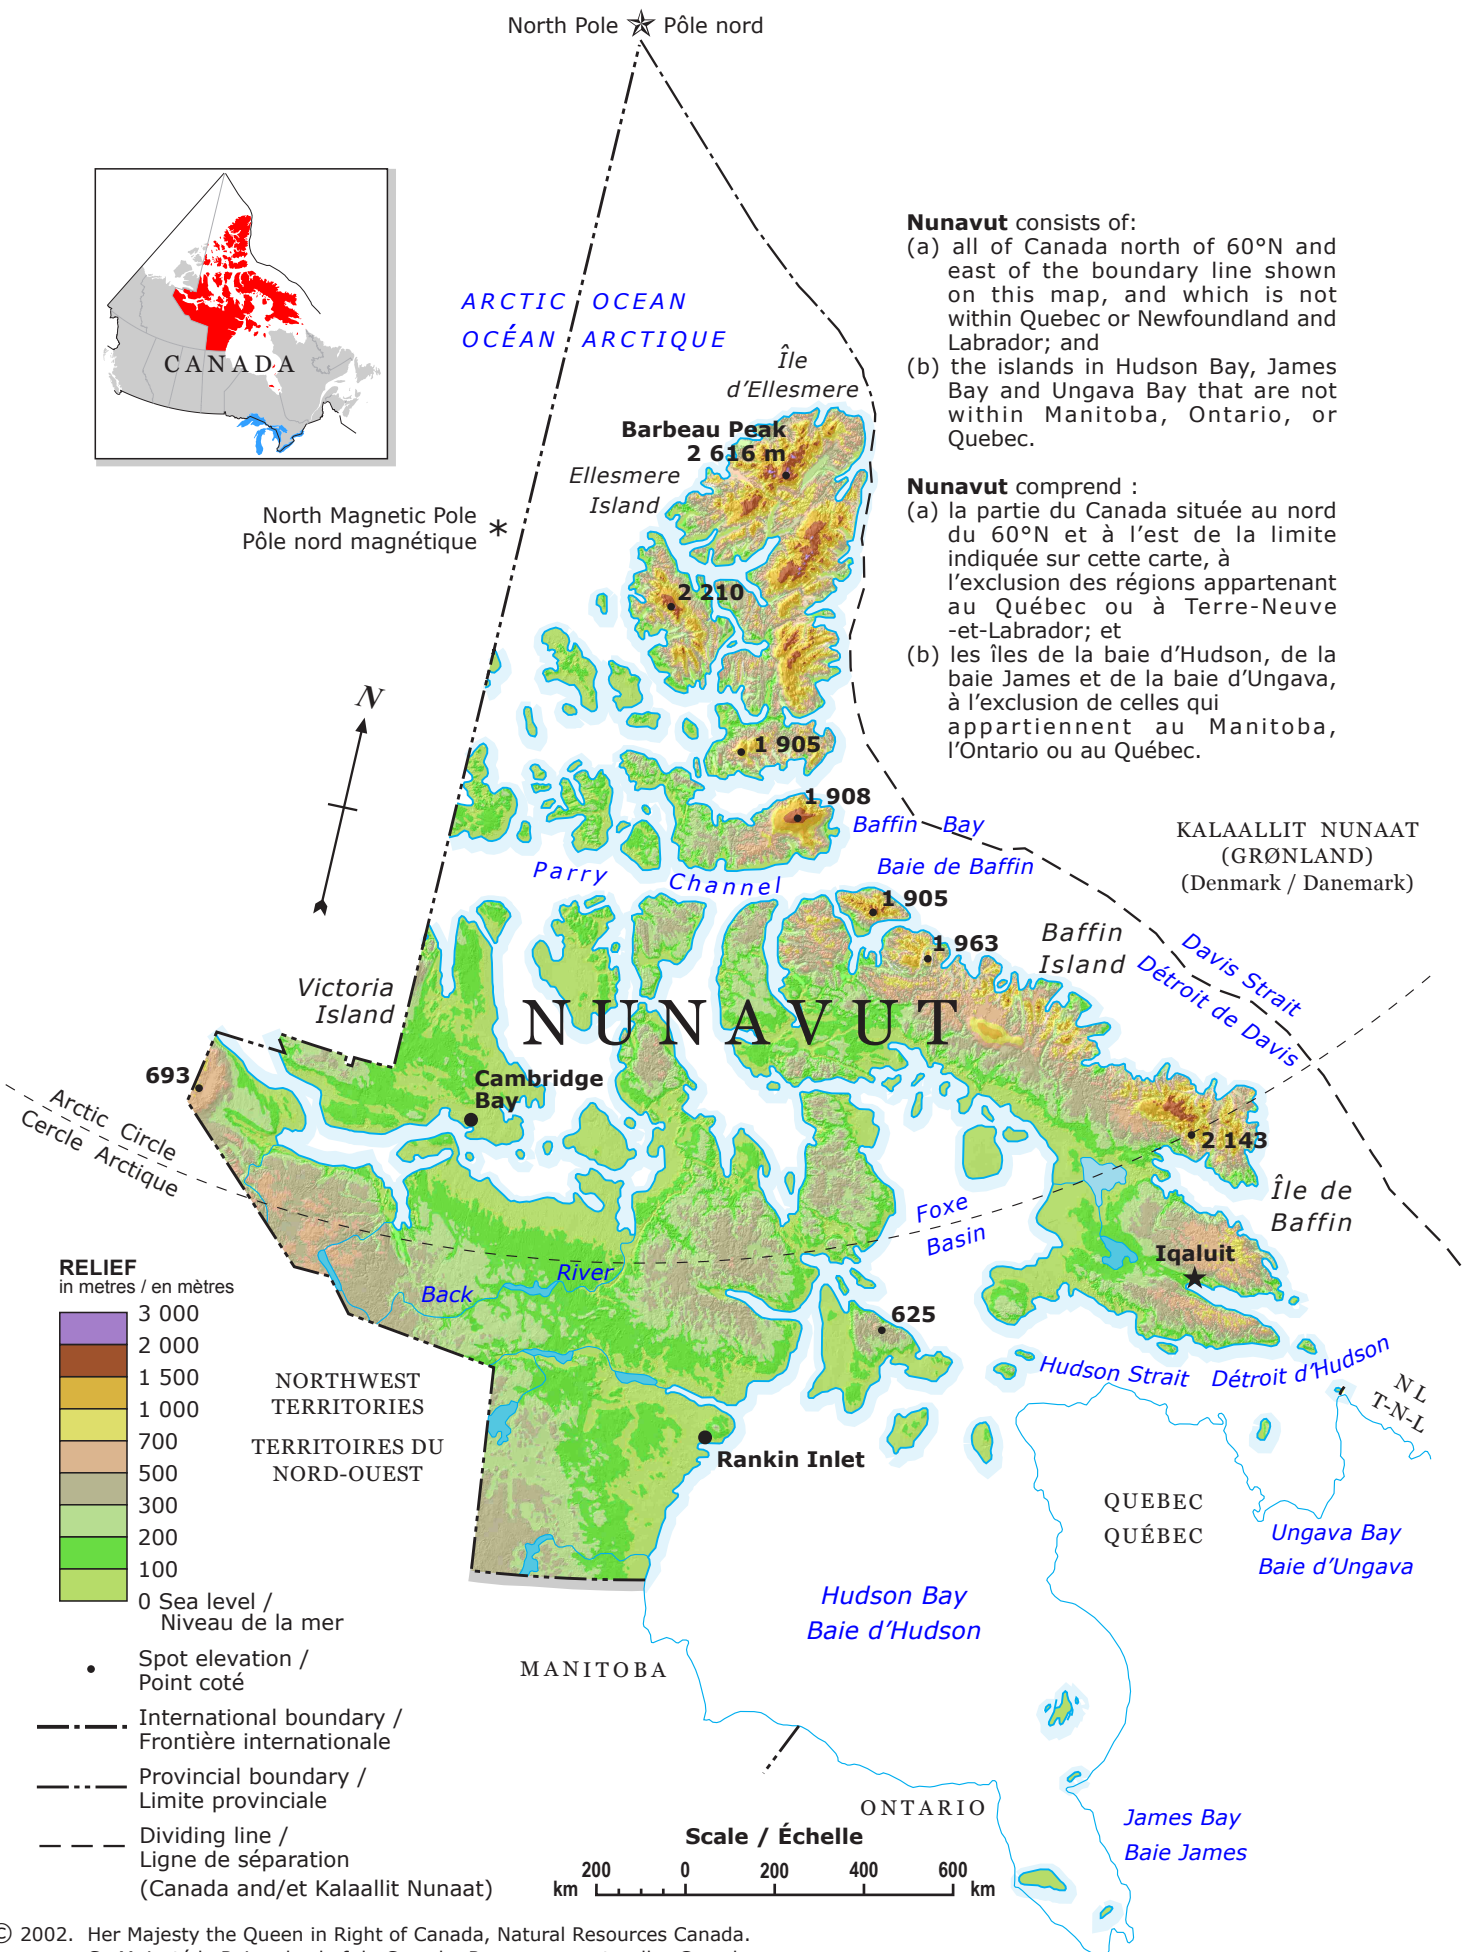 North Pole Pôle nord
CANADA
Nunavut consists of:
(a) all of Canada north of 60°N and
east of the boundary line shown
on this map, and which is not
within Quebec or Newfoundland and
Labrador; and
(b) the islands in Hudson Bay, James
Bay and Ungava Bay that are not
within Manitoba, Ontario, or
Quebec.
Nunavut comprend :
(a) la partie du Canada située au nord
du 60°N et à l'est de la limite
indiquée sur cette carte, à
l'exclusion des régions appartenant
au Québec ou à Terre-Neuve
-et-Labrador; et
(b) les îles de la baie d'Hudson, de la
baie James et de la baie d'Ungava,
à l'exclusion de celles qui
appartiennent au Manitoba,
l'Ontario ou au Québec.
ARCTIC OCEAN
OCÉAN ARCTIQUE
Île
d'Ellesmere
Barbeau Peak
2 616 m
Ellesmere
Island
North Magnetic Pole
Pôle nord magnétique
2 210
N
1 905
1 908
Baffin Bay
Baie de Baffin
KALAALLIT NUNAAT
(GRØNLAND)
(Denmark / Danemark)
Parry Channel
1 905
1 963
Baffin
Island
Davis Strait
Détroit de Davis
Victoria
Island
NUNAVUT
693
Cambridge
Bay
Arctic Circle
Cercle Arctique
2 143
Île de
Baffin
Foxe
Basin
Iqaluit
Back River
625
Hudson Strait Détroit d'Hudson
N L
T-N-L
NORTHWEST
TERRITORIES
TERRITOIRES DU
NORD-OUEST
Rankin Inlet
QUEBEC
QUÉBEC
Ungava Bay
Baie d'Ungava
Hudson Bay
Baie d'Hudson
MANITOBA
ONTARIO
James Bay
Baie James
RELIEF
in metres / en mètres
3 000
2 000
1 500
1 000
700
500
300
200
100
0 Sea level /
Niveau de la mer
Spot elevation /
Point coté
International boundary /
Frontière internationale
Provincial boundary /
Limite provinciale
Dividing line /
Ligne de séparation
(Canada and/et Kalaallit Nunaat)
Scale / Échelle
200 0 200 400 600
km km
© 2002. Her Majesty the Queen in Right of Canada, Natural Resources Canada.